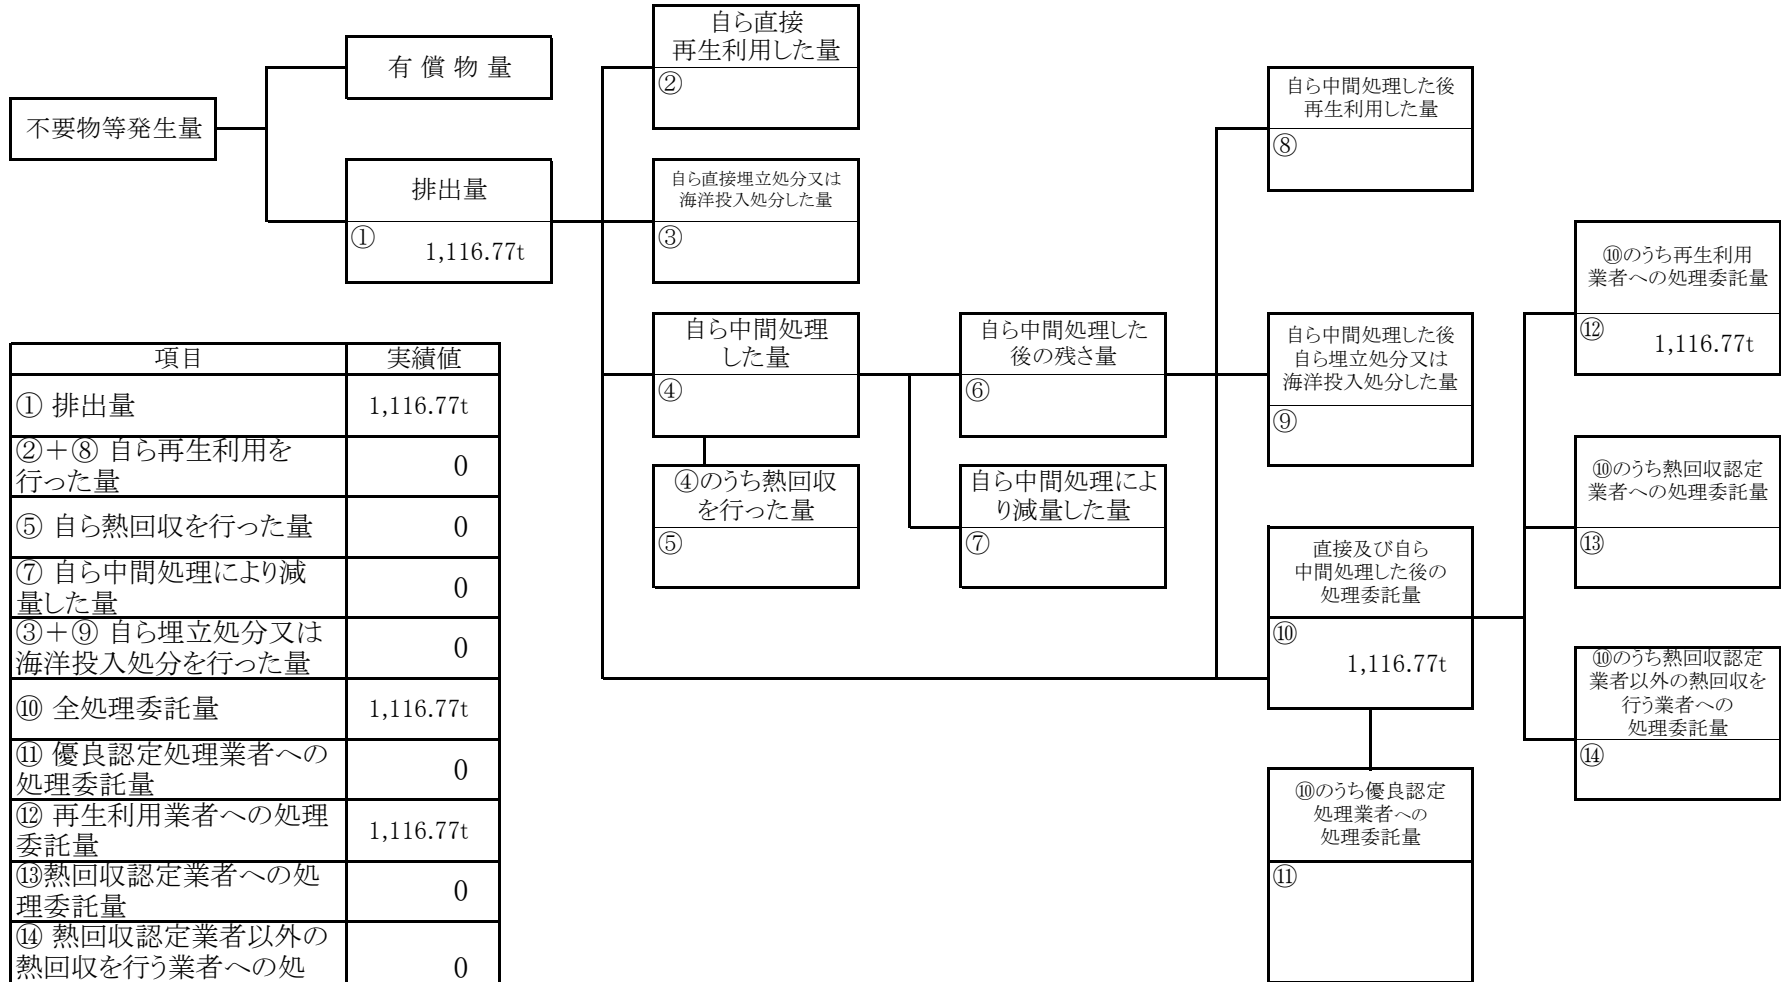 不要物等発生量
有 償 物 量
排出量
①
1,116.77t
自ら直接
再生利用した量
②
自ら直接埋立処分又は
海洋投入処分した量
③
自ら中間処理
した量
④
④のうち熱回収
を行った量
⑤
自ら中間処理した
後の残さ量
⑥
自ら中間処理によ
り減量した量
⑦
自ら中間処理した後
再生利用した量
⑧
自ら中間処理した後
自ら埋立処分又は
海洋投入処分した量
⑨
直接及び自ら
中間処理した後の
処理委託量
⑩
1,116.77t
⑩のうち優良認定
処理業者への
処理委託量
⑪
⑩のうち再生利用
業者への処理委託量
⑫
1,116.77t
⑩のうち熱回収認定
業者への処理委託量
⑬
⑩のうち熱回収認定
業者以外の熱回収を
行う業者への
処理委託量
⑭
項目 実績値
① 排出量 1,116.77t
②＋⑧ 自ら再生利用を
行った量 0
⑤ 自ら熱回収を行った量 0
⑦ 自ら中間処理により減
量した量 0
③＋⑨ 自ら埋立処分又は
海洋投入処分を行った量 0
⑩ 全処理委託量 1,116.77t
⑪ 優良認定処理業者への
処理委託量 0
⑫ 再生利用業者への処理
委託量 1,116.77t
⑬熱回収認定業者への処
理委託量 0
⑭ 熱回収認定業者以外の
熱回収を行う業者への処 0